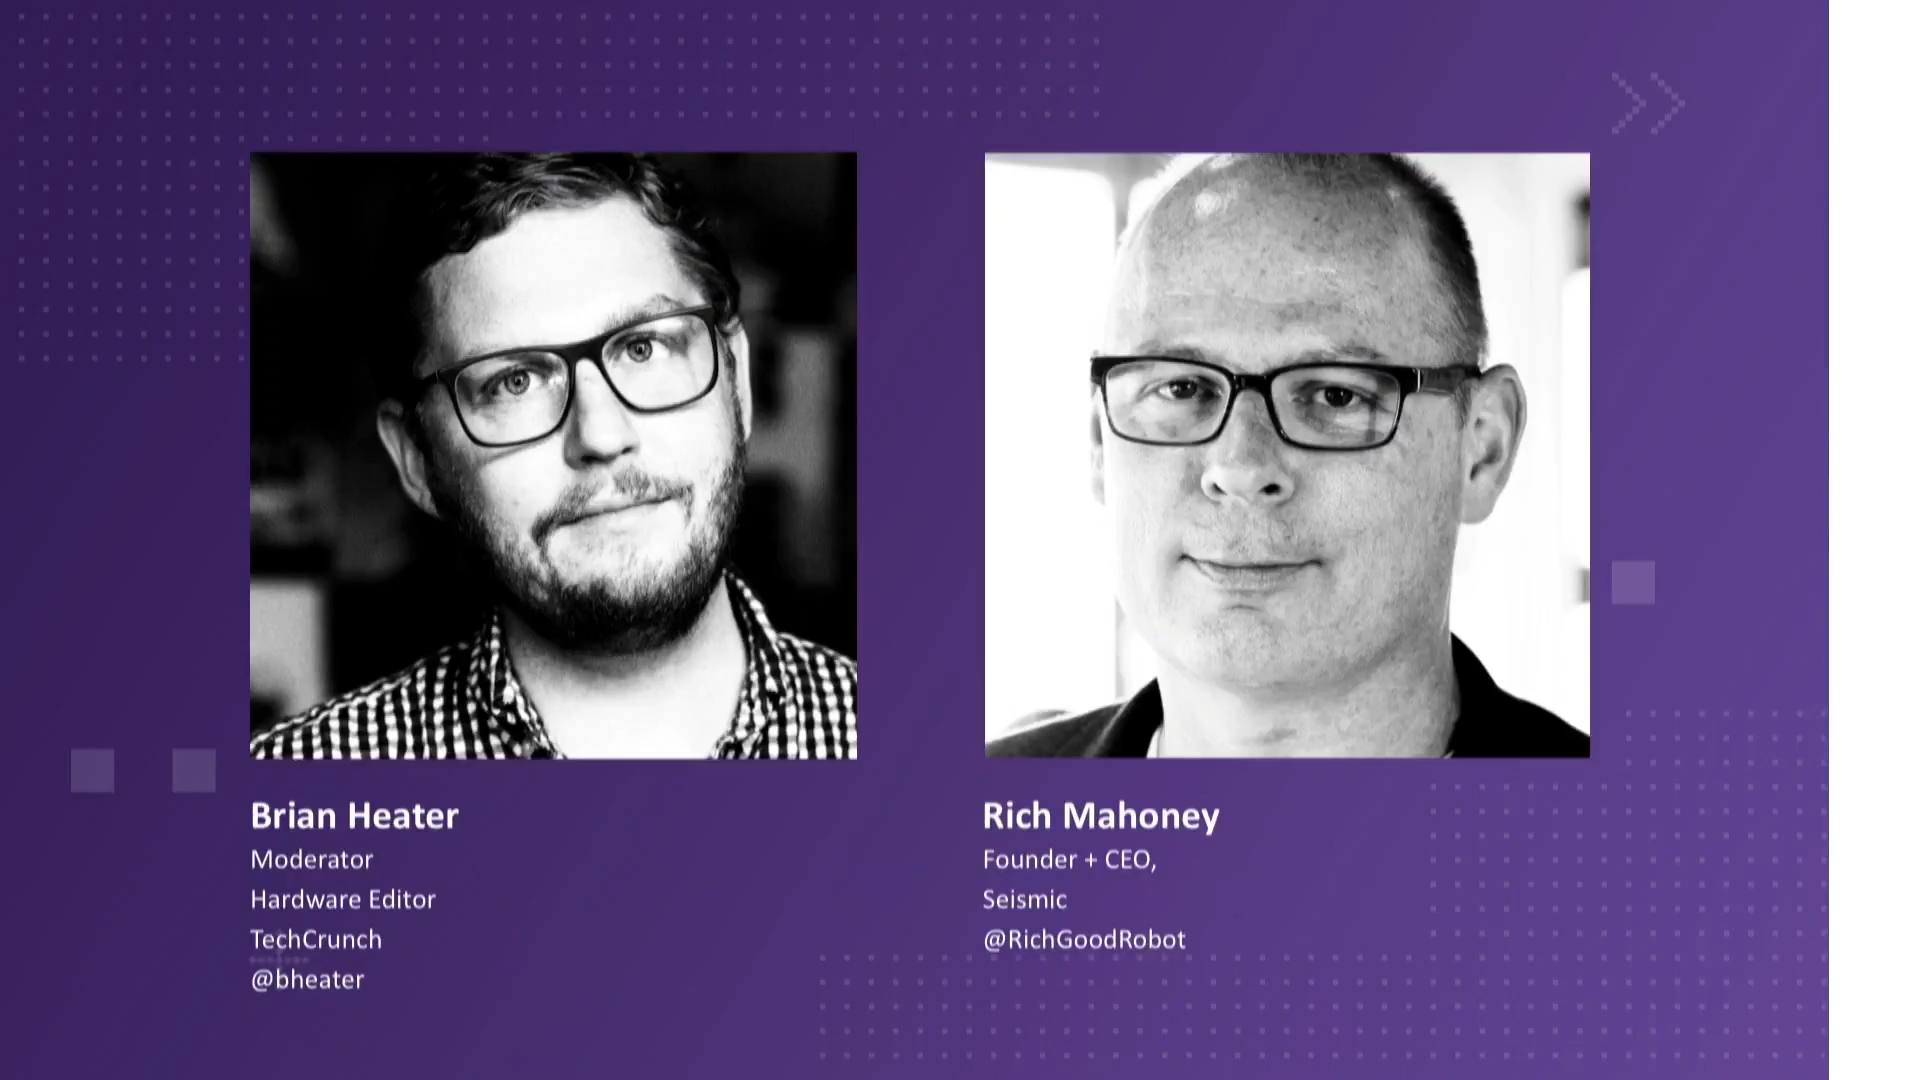 Brian Heater
Moderator
Hardware Editor
TechCrunch
@bheater
Rich Mahoney
Founder + CEO,
Seismic
@RichGoodRobot